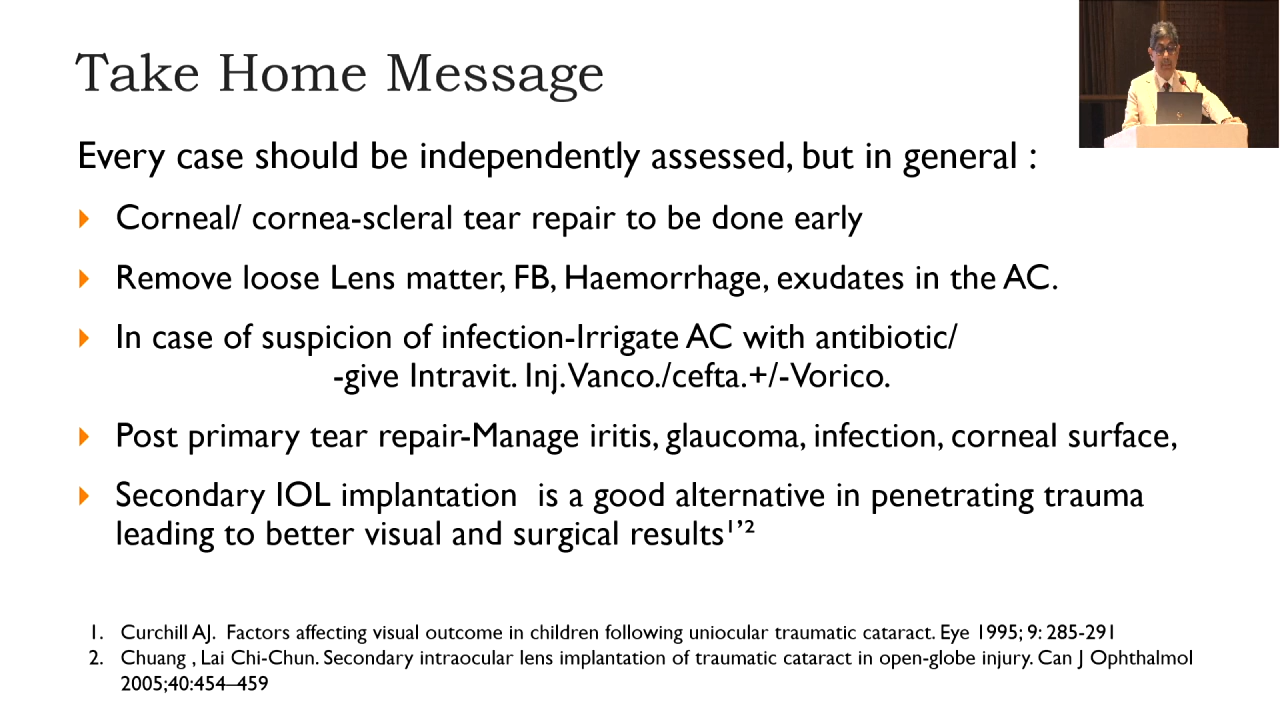 Take Home Message
Every case should be independently assessed, but in general :
Corneal/ cornea-scleral tear repair to be done early
Remove loose Lens matter, FB, Haemorrhage, exudates in the AC.
In case of suspicion of infection-Irrigate AC with antibiotic/
-give Intravit. Inj. Vanco./cefta.+/-Vorico.
Post primary tear repair-Manage iritis, glaucoma, infection, corneal surface,
Secondary IOL implantation  is a good alternative in penetrating trauma
leading to better visual and surgical results¹’²
1. Curchill AJ.  Factors affecting visual outcome in children following uniocular traumatic cataract. Eye 1995; 9: 285-291
2. Chuang , Lai Chi-Chun. Secondary intraocular lens implantation of traumatic cataract in open-globe injury. Can J Ophthalmol
2005;40:454–459